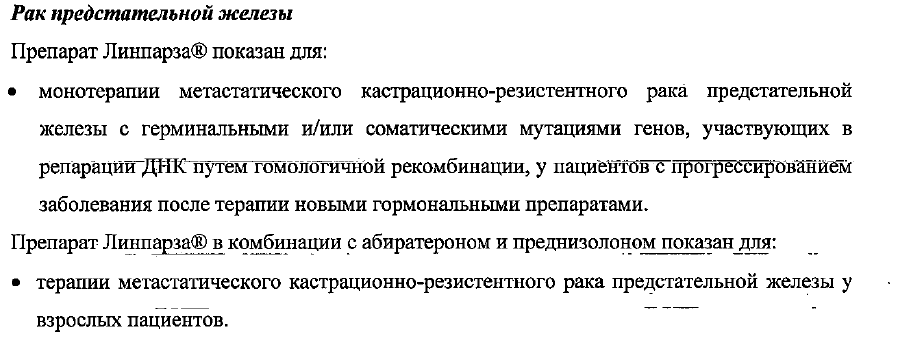 Рак предстательной железы
Препарат Линпарза® показан для:
• монотерапии метастатического кастрационно-резистентного рака предстательной
железы с герминальными и/или соматическими мутациями генов, участвующих в
репарации ДНК путем гомологичной рекомбинации, у пациентов с прогрессированием
заболевания после терапии новыми гормональными препаратами.
Препарат Линпарза® в комбинации с абиратероном и преднизолоном показан для:
• терапии метастатического кастрационно-резистентного рака предстательной железы у
взрослых пациентов.